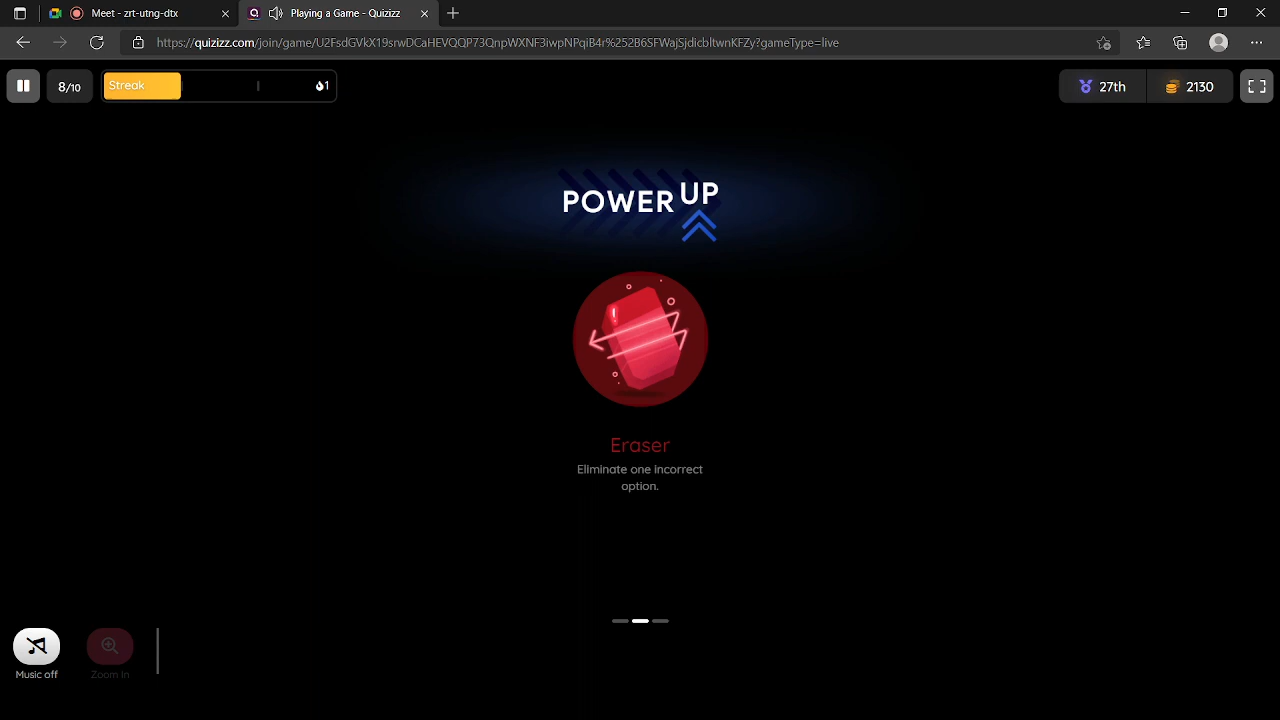 Meet - zrt-utng-dtx
Playing a Game - Quizizz
https://quizizz.com/join/game/U2FsdGVkX19srwDCaHEVQQP73QnpWXNF3iwpNPqiB4r%252B6SFWajSjdicbltwnKFZy?gameType=live
8/10
Streak
1
27th
2130
POWER UP
Eraser
Eliminate one incorrect
option.
Music off
Zoom In